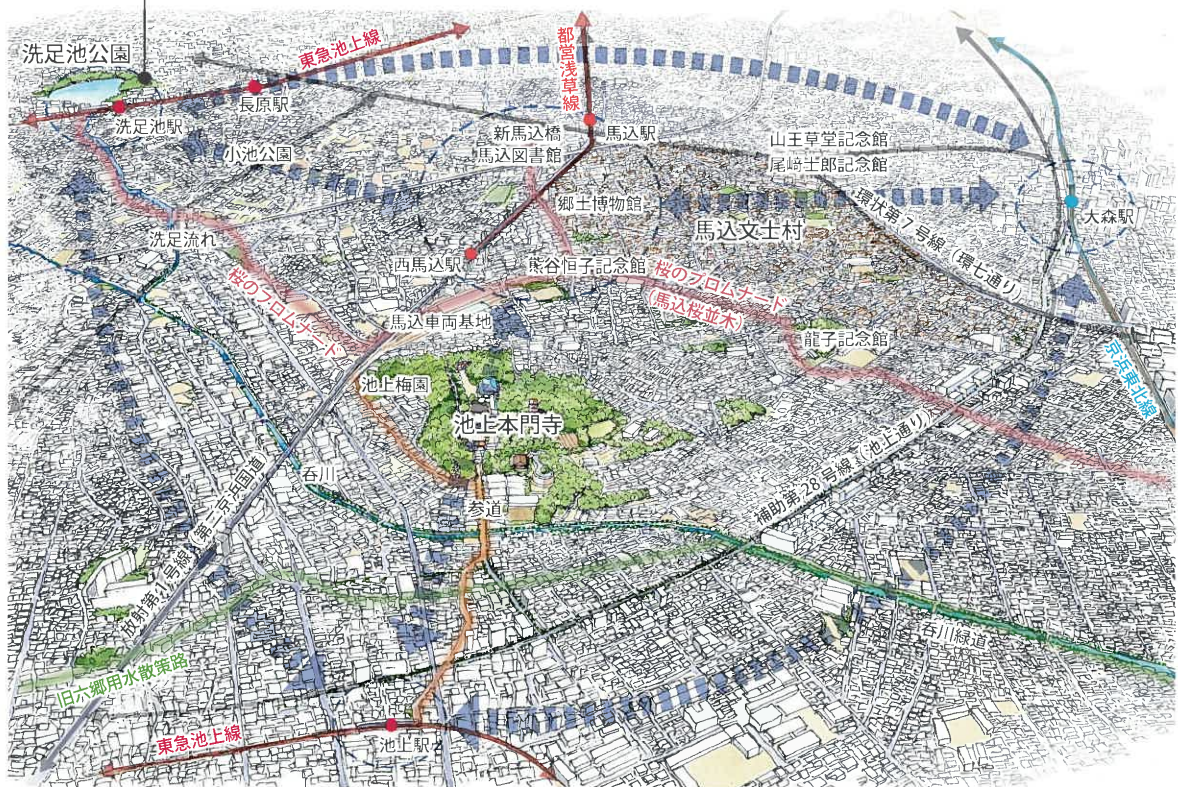 洗足池公園
東急池上線
都営浅草線
長原駅
洗足池駅
小池公園
新馬込橋
馬込図書館
馬込駅
山王草堂記念館
尾﨑士郎記念館
郷土博物館
環状第7号線(環七通り)
大森駅
馬込文士村
洗足流れ
西馬込駅
熊谷恒子記念館
桜のプロムナード
(馬込桜並木)
桜のプロムナード
馬込車両基地
龍子記念館
京浜東北線
池上梅園
池上本門寺
呑川
参道
補助第28号線(池上通り)
放射第1号線(第二京浜国道)
呑川緑道
旧六郷用水散策路
東急池上線
池上駅